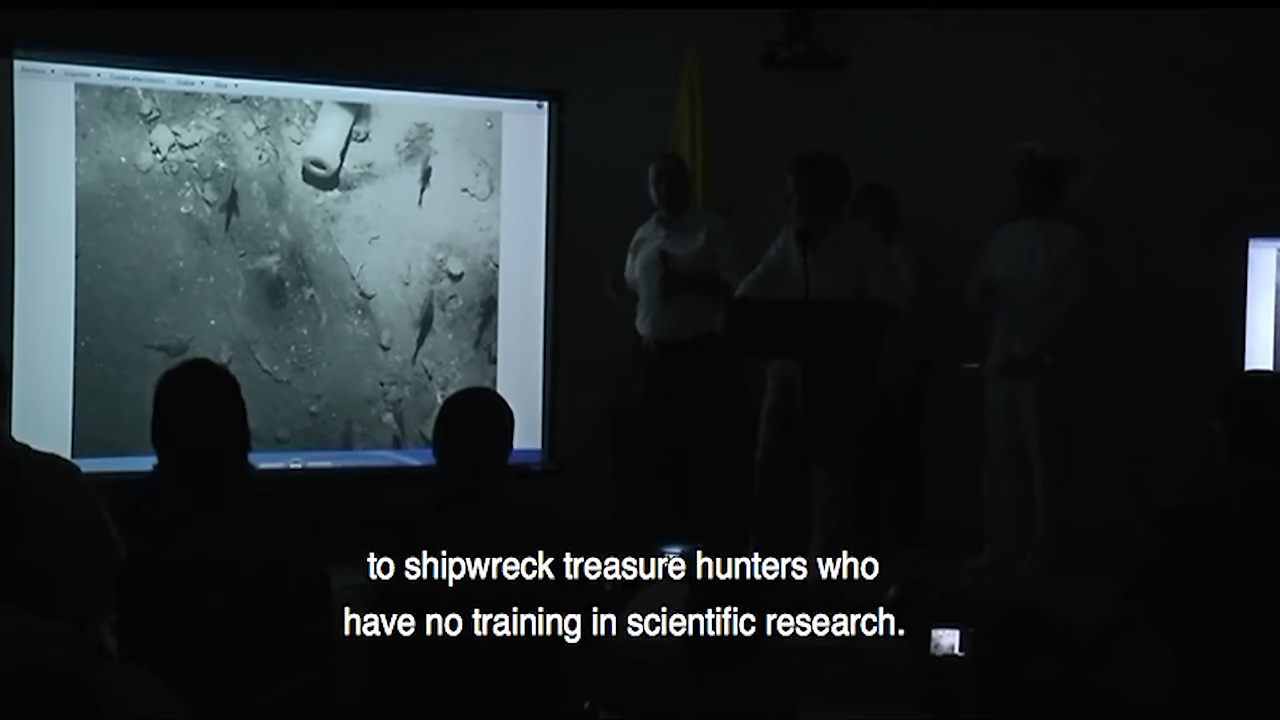 to shipwreck treasure hunters who
have no training in scientific research.